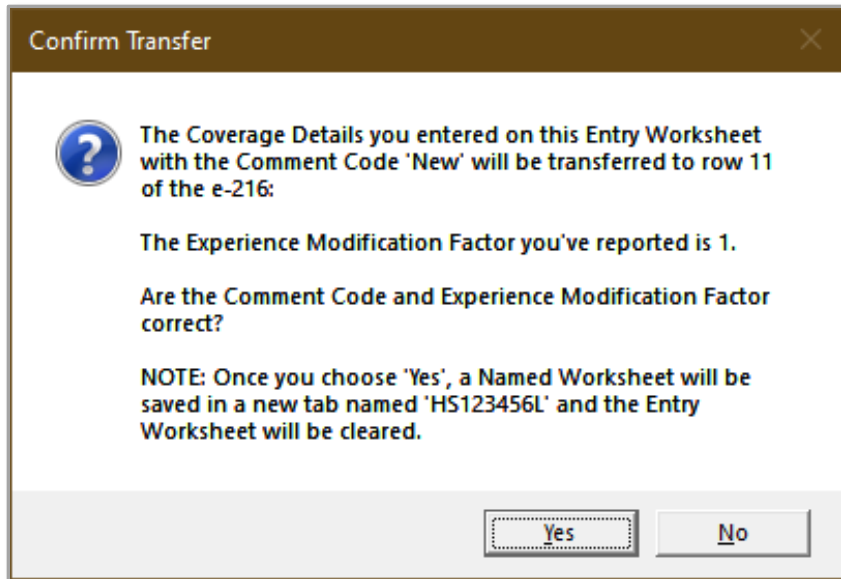 Confirm Transfer
The Coverage Details you entered on this Entry Worksheet
with the Comment Code 'New' will be transferred to row 11
of the e-216:
The Experience Modification Factor you've reported is 1.
Are the Comment Code and Experience Modification Factor
correct?
NOTE: Once you choose 'Yes', a Named Worksheet will be
saved in a new tab named 'HS123456L' and the Entry
Worksheet will be cleared.
Yes No